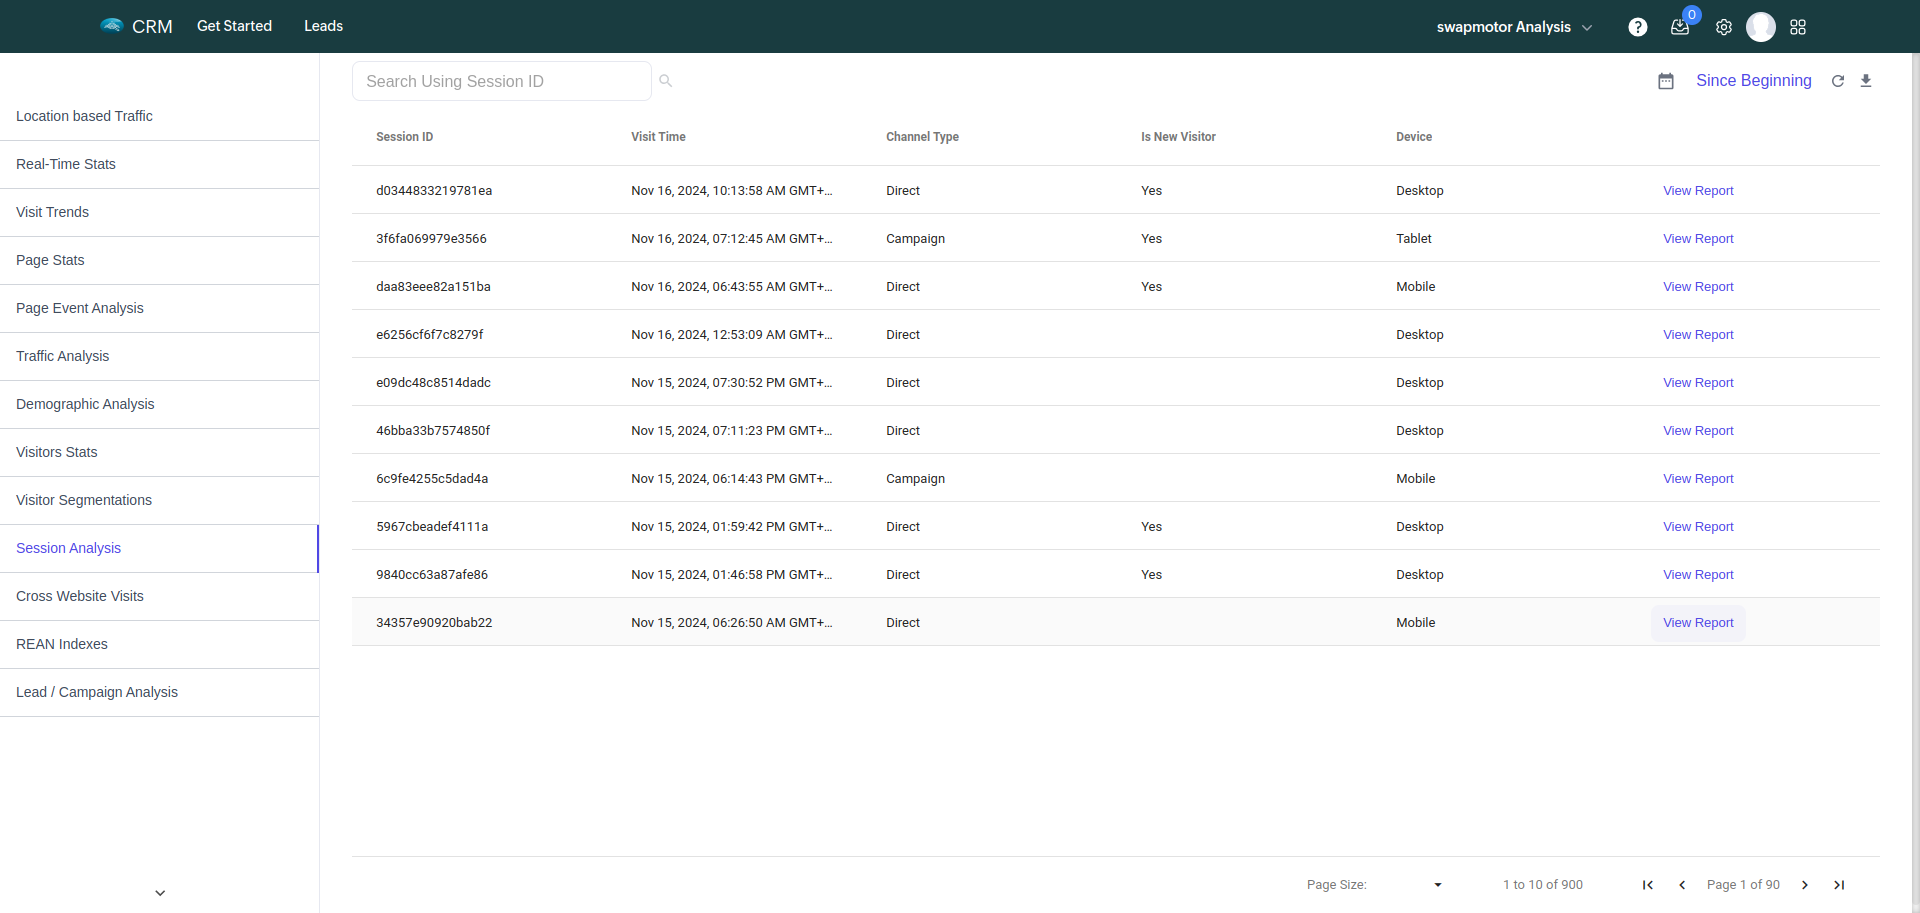 CRM Get Started Leads swapmotor Analysis ? 0
Search Using Session ID Since Beginning
Location based Traffic
Real-Time Stats
Visit Trends
Page Stats
Page Event Analysis
Traffic Analysis
Demographic Analysis
Visitors Stats
Visitor Segmentations
Session Analysis
Cross Website Visits
REAN Indexes
Lead / Campaign Analysis
Session ID Visit Time Channel Type Is New Visitor Device
d0344833219781ea Nov 16, 2024, 10:13:58 AM GMT+... Direct Yes Desktop View Report
3f6fa069979e3566 Nov 16, 2024, 07:12:45 AM GMT+... Campaign Yes Tablet View Report
daa83eee82a151ba Nov 16, 2024, 06:43:55 AM GMT+... Direct Yes Mobile View Report
e6256cf6f7c8279f Nov 16, 2024, 12:53:09 AM GMT+... Direct Desktop View Report
e09dc48c8514dadc Nov 15, 2024, 07:30:52 PM GMT+... Direct Desktop View Report
46bba33b7574850f Nov 15, 2024, 07:11:23 PM GMT+... Direct Desktop View Report
6c9fe4255c5dad4a Nov 15, 2024, 06:14:43 PM GMT+... Campaign Mobile View Report
5967cbeadef4111a Nov 15, 2024, 01:59:42 PM GMT+... Direct Yes Desktop View Report
9840cc63a87afe86 Nov 15, 2024, 01:46:58 PM GMT+... Direct Yes Desktop View Report
34357e90920bab22 Nov 15, 2024, 06:26:50 AM GMT+... Direct Mobile View Report
Page Size: 1 to 10 of 900 Page 1 of 90